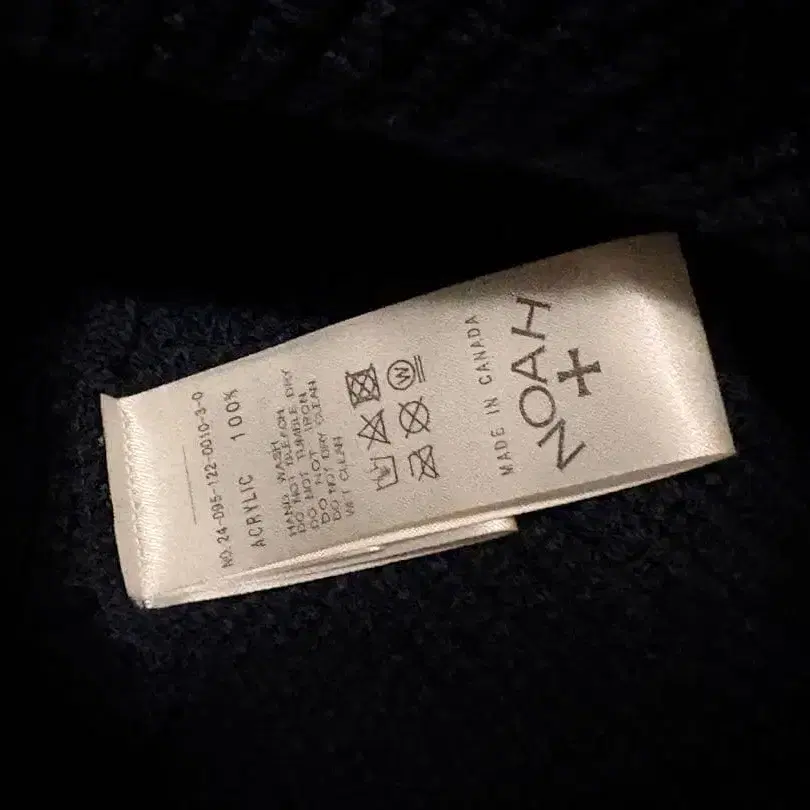 NOAH
MADE IN CANADA
W
HAND WASH
DO NOT BLEACH
DO NOT TUMBLE DRY
DO NOT IRON
DO NOT DRY CLEAN
WET CLEAN
ACRYLIC 100%
NO. 24-095-122-0010-3-0